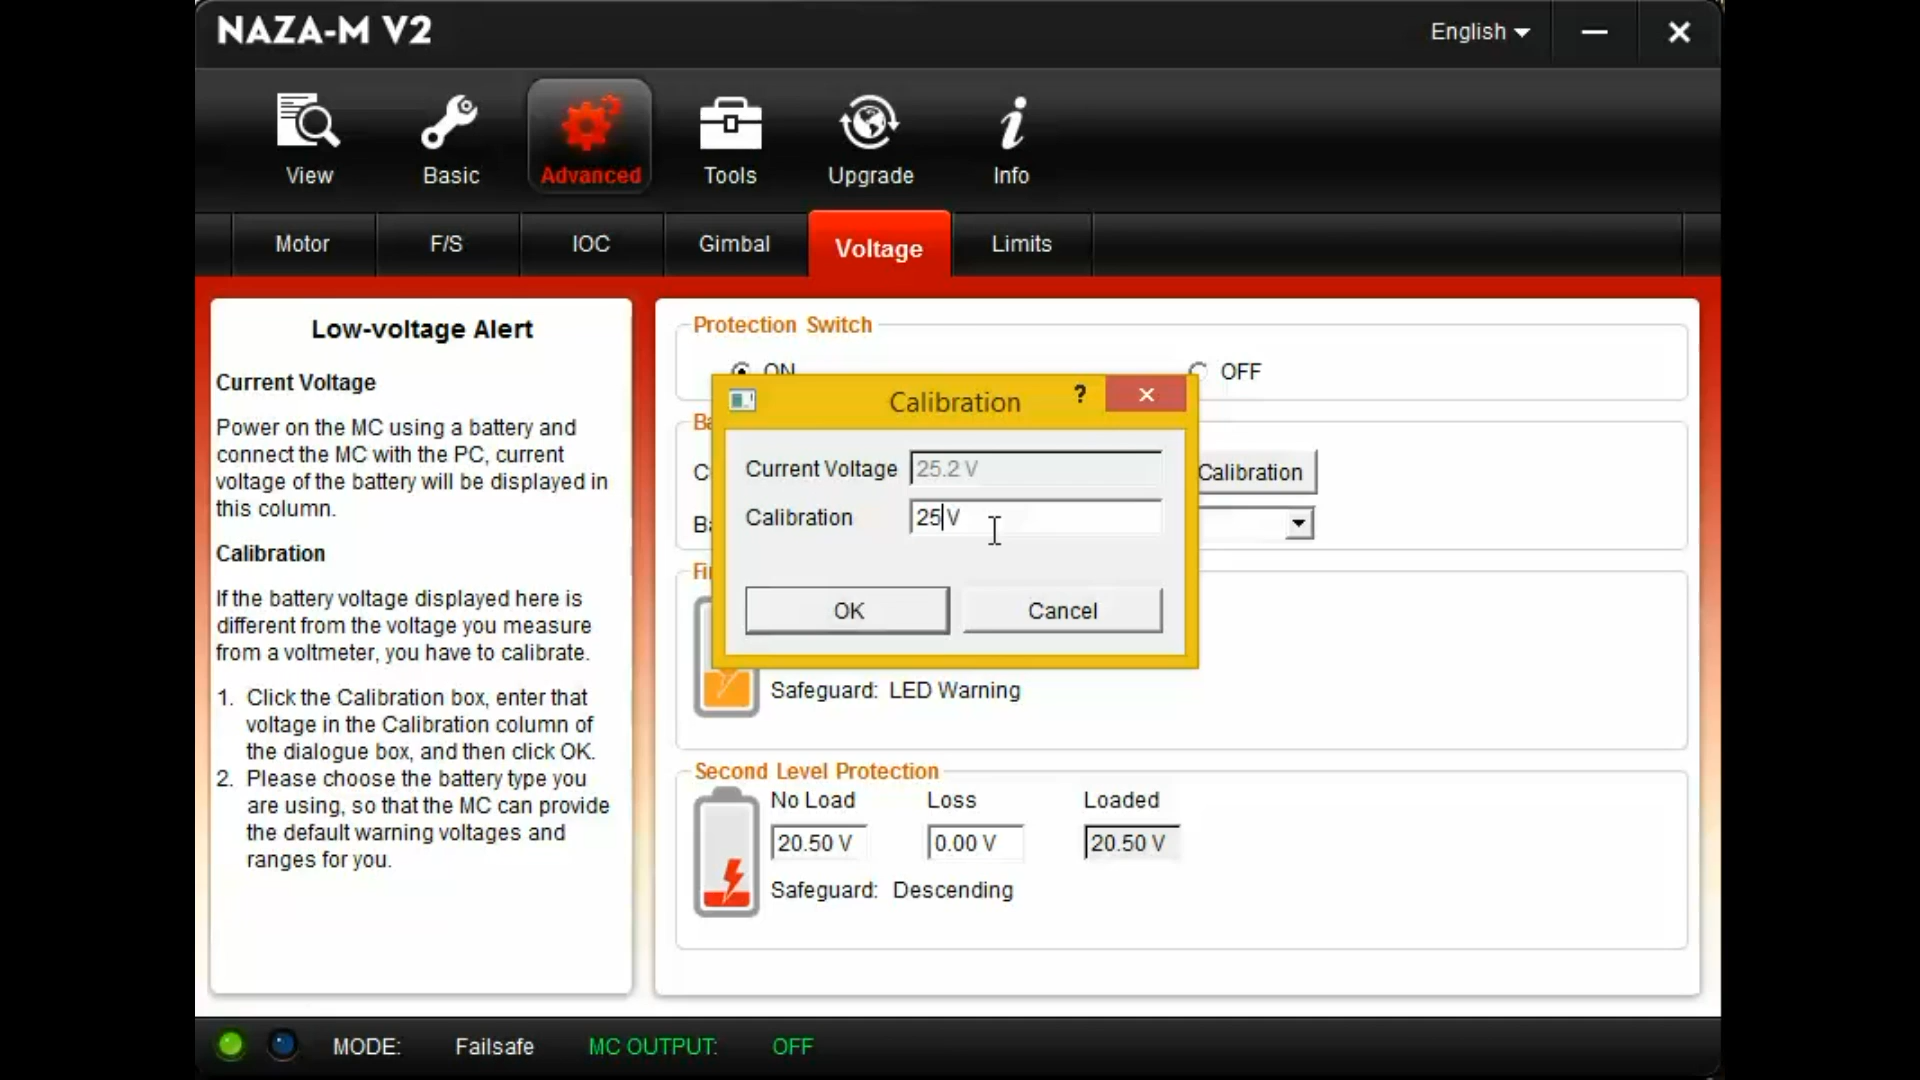 NAZA-M V2
English
View
Basic
Advanced
Tools
Upgrade
Info
Motor
F/S
IOC
Gimbal
Voltage
Limits
Low-voltage Alert
Current Voltage
Power on the MC using a battery and
connect the MC with the PC, current
voltage of the battery will be displayed in
this column.
Calibration
If the battery voltage displayed here is
different from the voltage you measure
from a voltmeter, you have to calibrate.
1. Click the Calibration box, enter that
voltage in the Calibration column of
the dialogue box, and then click OK.
2. Please choose the battery type you
are using, so that the MC can provide
the default warning voltages and
ranges for you.
Protection Switch
ON
OFF
Calibration
?
Current Voltage 25.2 V
Calibration 25 V
OK
Cancel
Calibration
Safeguard: LED Warning
Second Level Protection
No Load Loss Loaded
20.50 V 0.00 V 20.50 V
Safeguard: Descending
MODE: Failsafe MC OUTPUT: OFF